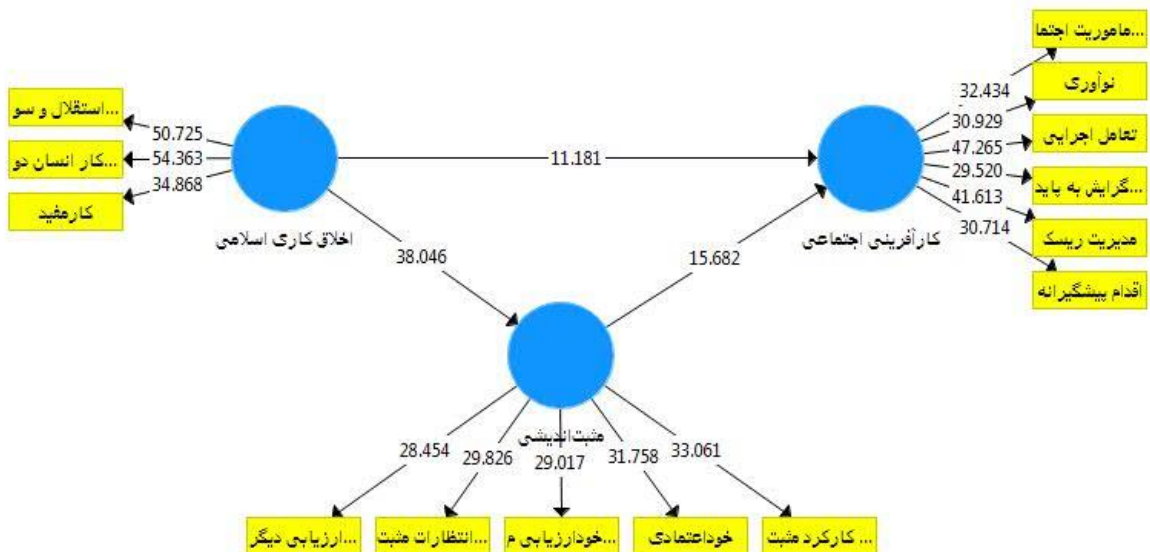 ماموریت اجتما...
نوآوری
تعامل اجرایی
گرایش به پاید...
مدیریت ریسک
اقدام پیشگیرانه
32.434
30.929
47.265
29.520
41.613
30.714
کارآفرینی اجتماعی
استقلال و سو...
کار انسان دو...
کارمفید
50.725
54.363
34.868
اخلاق کاری اسلامی
11.181
38.046
15.682
مثبت‌اندیشی
28.454
29.826
29.017
31.758
33.061
ارزیابی دیگر...
انتظارات مثبت...
خودارزیابی م...
خوداعتمادی
کارکرد مثبت ...